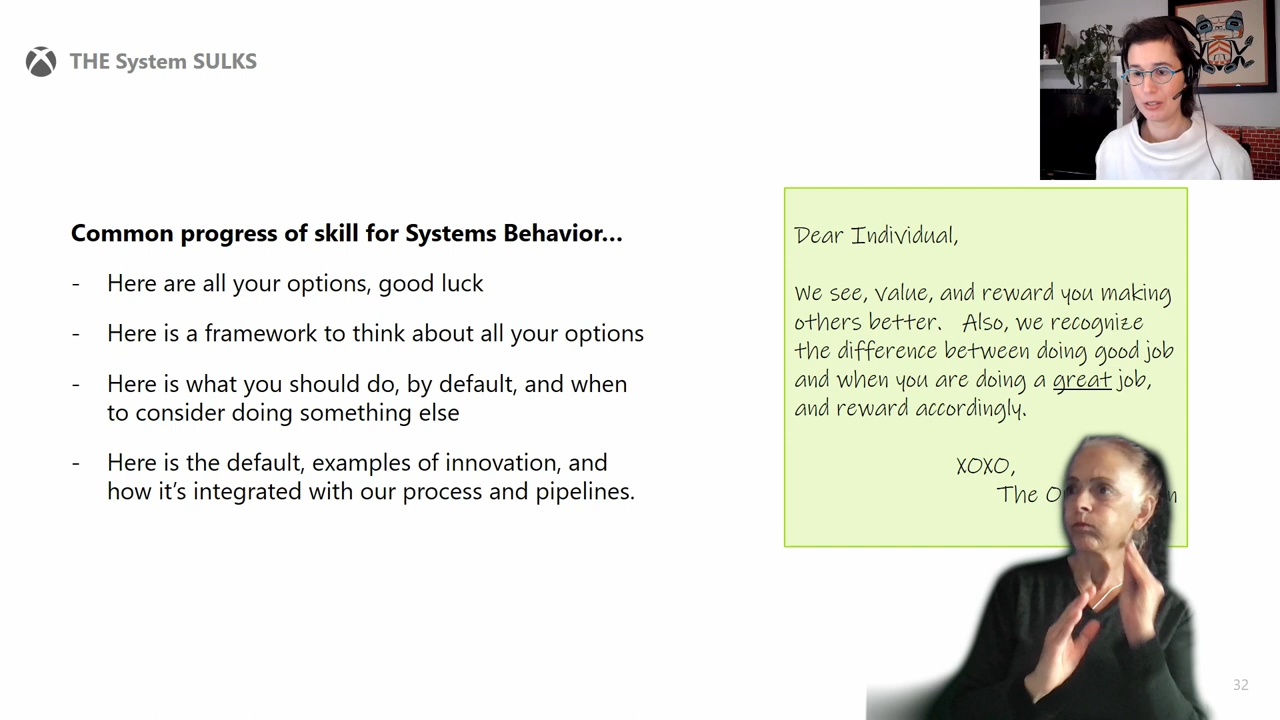 THE System SULKS
Common progress of skill for Systems Behavior...
- Here are all your options, good luck
- Here is a framework to think about all your options
- Here is what you should do, by default, and when
to consider doing something else
- Here is the default, examples of innovation, and
how it's integrated with our process and pipelines.
Dear Individual,
We see, value, and reward you making
others better. Also, we recognize
the difference between doing good job
and when you are doing a great job,
and reward accordingly.
XOXO,
The
32